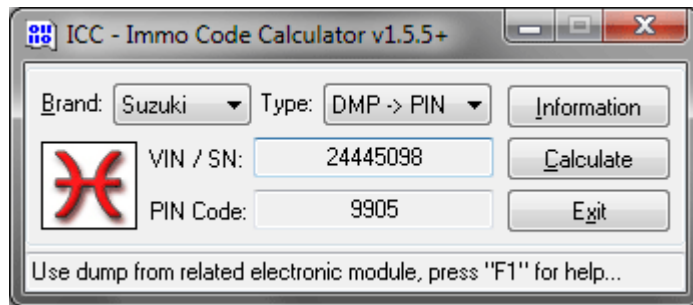 ICC - Immo Code Calculator v1.5.5+
Brand: Suzuki Type: DMP -> PIN Information
VIN / SN: 24445098 Calculate
PIN Code: 9905 Exit
Use dump from related electronic module, press "F1" for help...